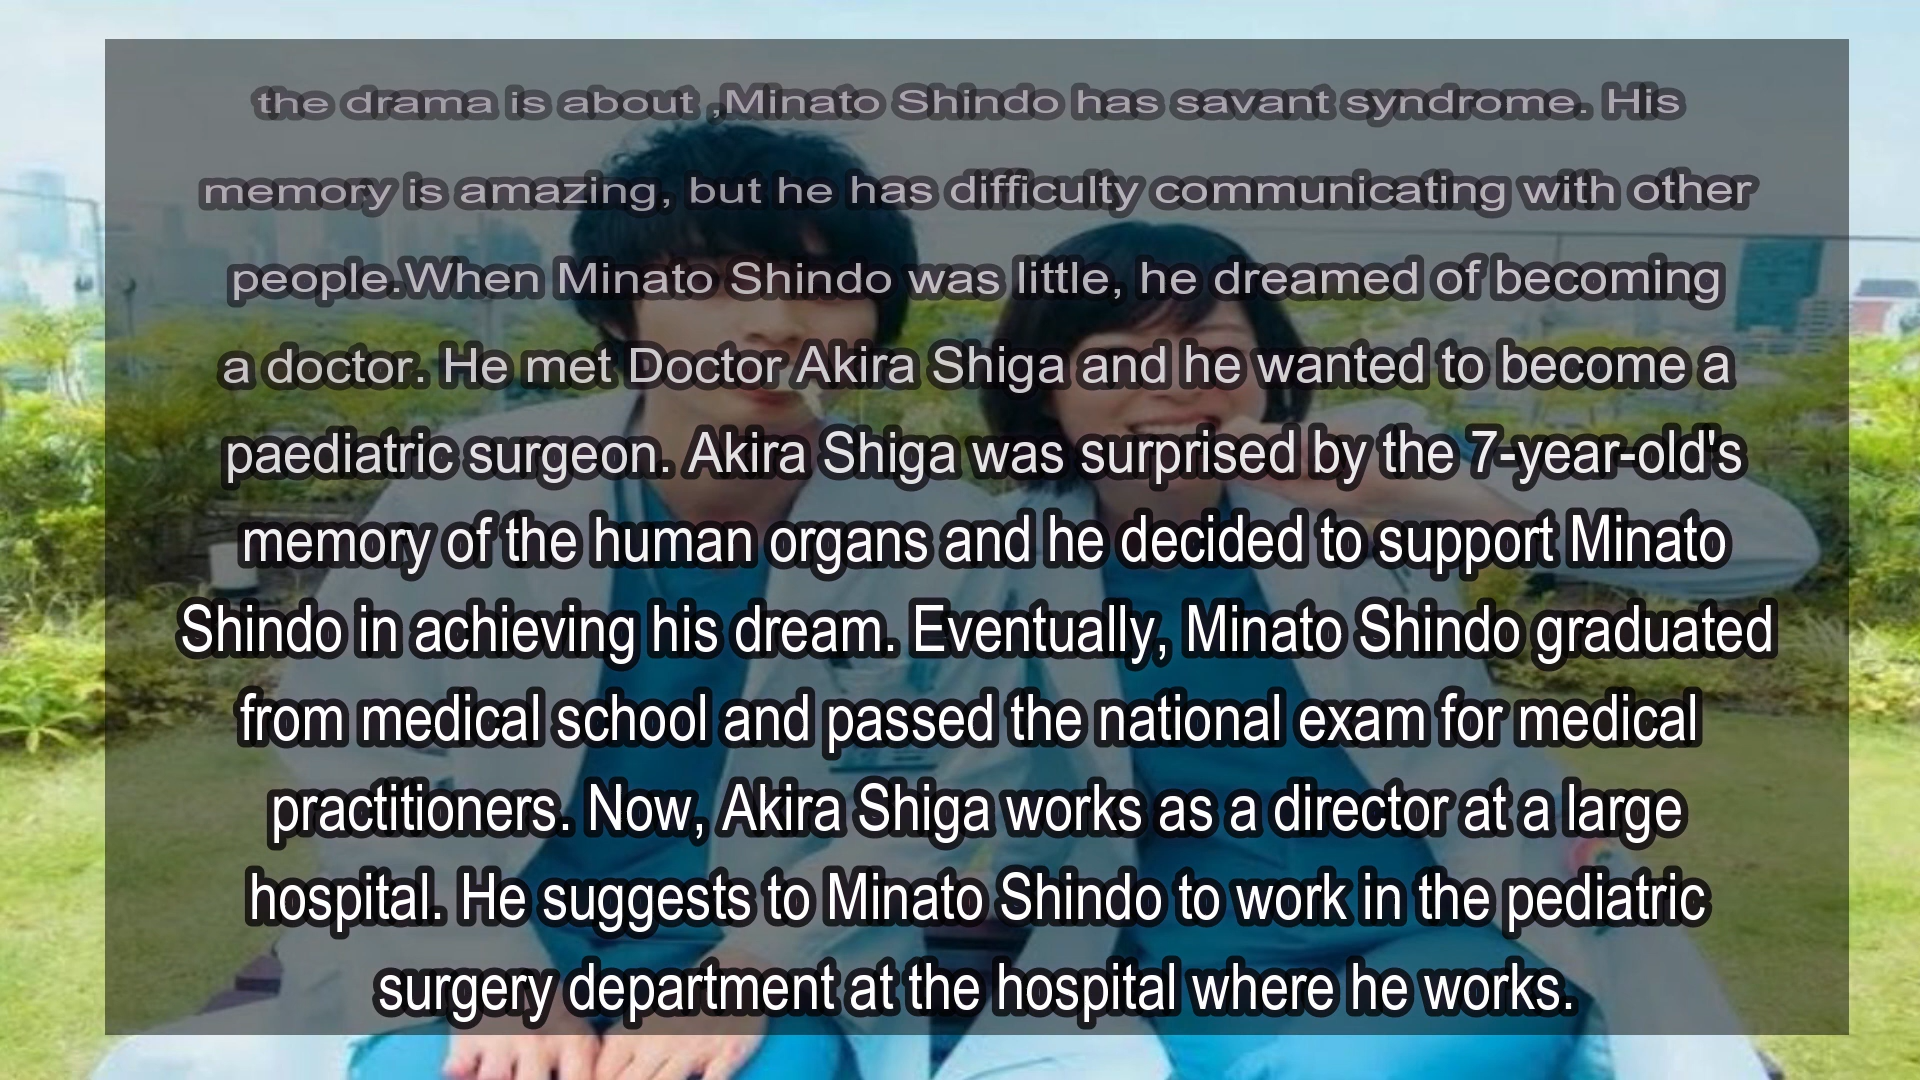 the drama is about ,Minato Shindo has savant syndrome. His
memory is amazing, but he has difficulty communicating with other
people.When Minato Shindo was little, he dreamed of becoming
a doctor. He met Doctor Akira Shiga and he wanted to become a
paediatric surgeon. Akira Shiga was surprised by the 7-year-old's
memory of the human organs and he decided to support Minato
Shindo in achieving his dream. Eventually, Minato Shindo graduated
from medical school and passed the national exam for medical
practitioners. Now, Akira Shiga works as a director at a large
hospital. He suggests to Minato Shindo to work in the pediatric
surgery department at the hospital where he works.